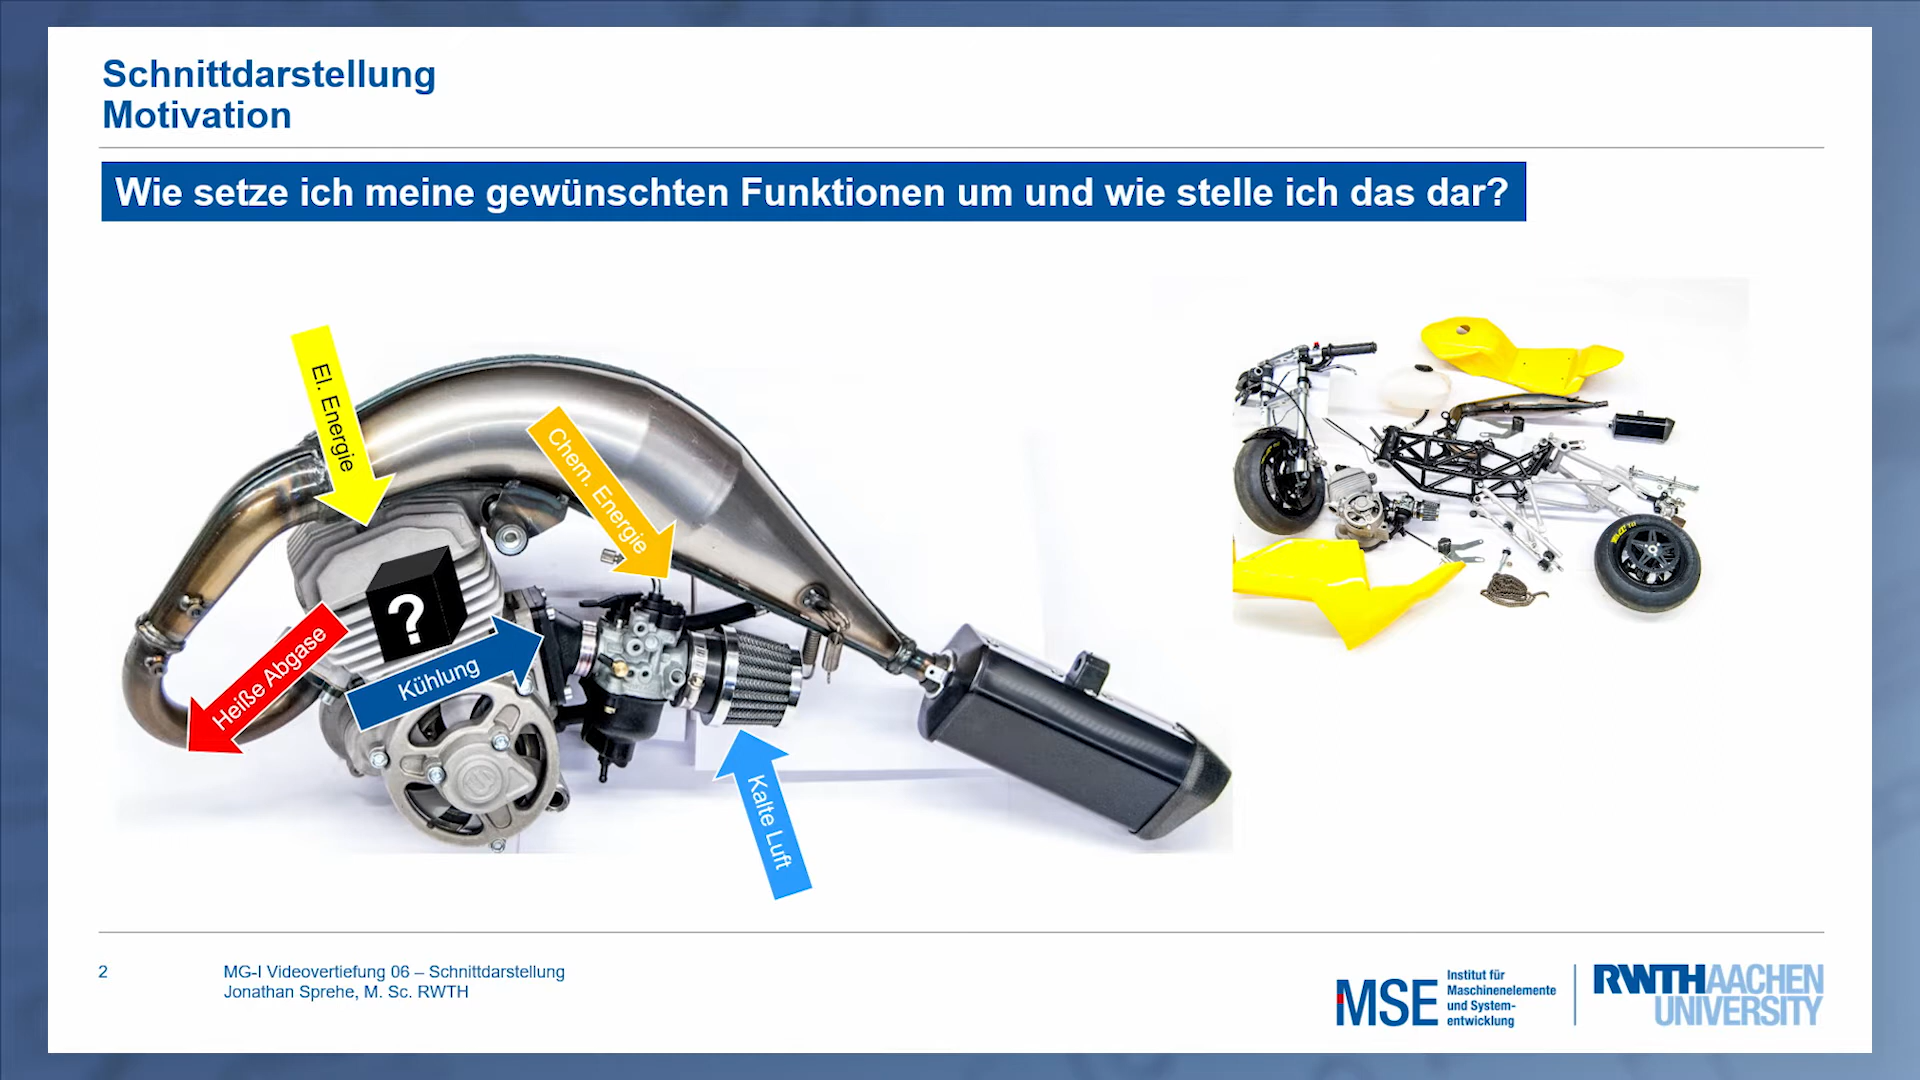 Schnittdarstellung
Motivation
Wie setze ich meine gewünschten Funktionen um und wie stelle ich das dar?
El. Energie
Chem. Energie
?
Heiße Abgase
Kühlung
Kalte Luft
2
MG-I Videovertiefung 06 – Schnittdarstellung
Jonathan Sprehe, M. Sc. RWTH
MSE
Institut für
Maschinenelemente
und System-
entwicklung
RWTHAACHEN
UNIVERSITY